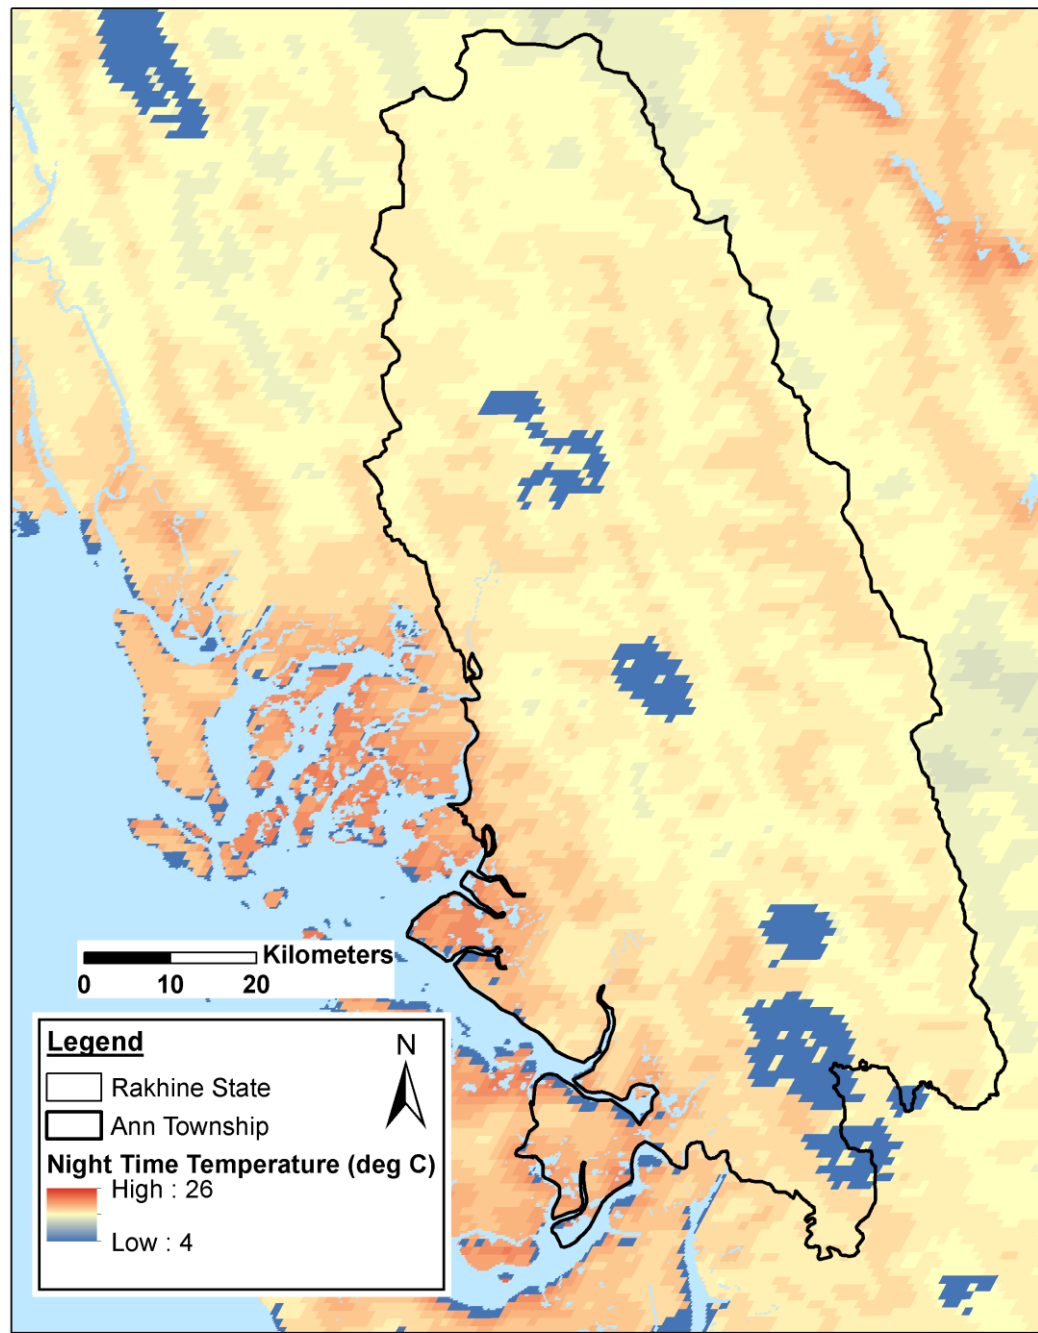 Kilometers
0 10 20
Legend
N
Rakhine State
Ann Township
Night Time Temperature (deg C)
High : 26
Low : 4